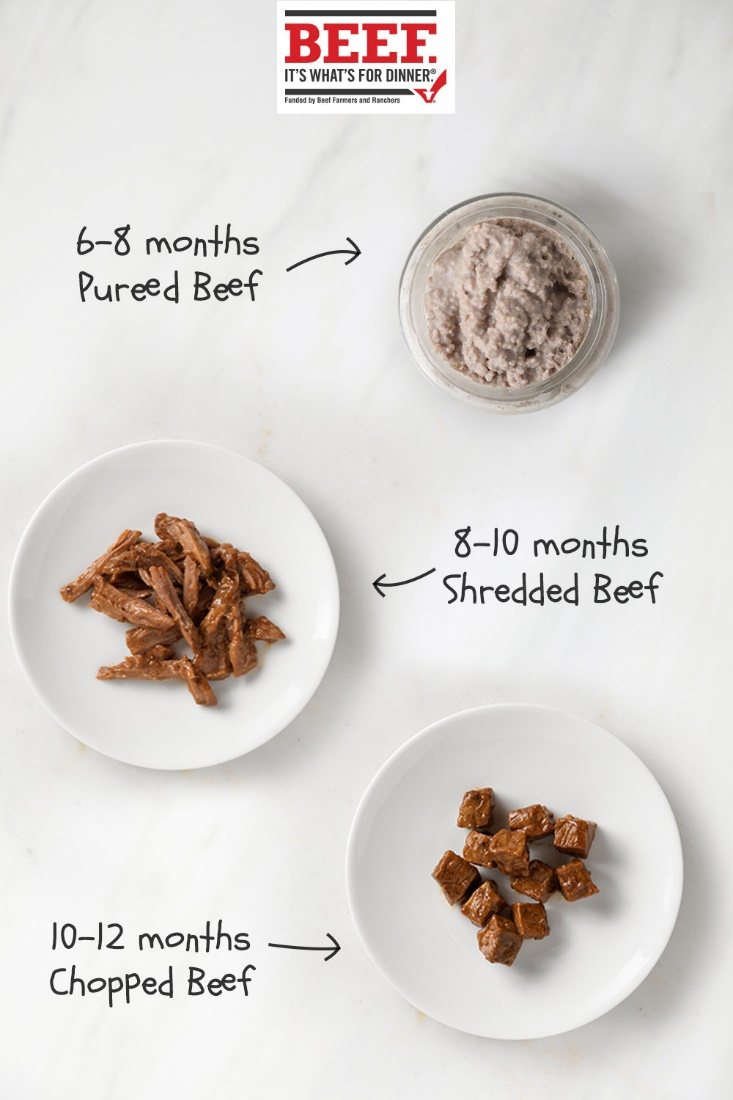 BEEF.
IT'S WHAT'S FOR DINNER.®
Funded by Beef Farmers and Ranchers
6-8 months
Pureed Beef
8-10 months
Shredded Beef
10-12 months
Chopped Beef